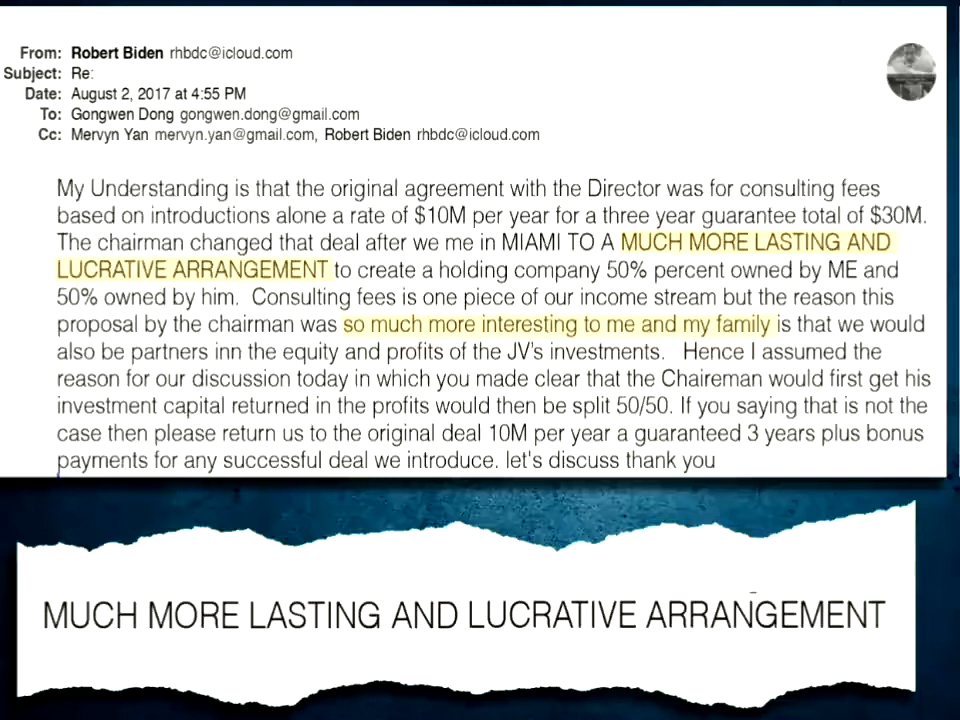 From: Robert Biden rhbdc@icloud.com
Subject: Re:
Date: August 2, 2017 at 4:55 PM
To: Gongwen Dong gongwen.dong@gmail.com
Cc: Mervyn Yan mervyn.yan@gmail.com, Robert Biden rhbdc@icloud.com
My Understanding is that the original agreement with the Director was for consulting fees
based on introductions alone a rate of $10M per year for a three year guarantee total of $30M.
The chairman changed that deal after we me in MIAMI TO A MUCH MORE LASTING AND
LUCRATIVE ARRANGEMENT to create a holding company 50% percent owned by ME and
50% owned by him. Consulting fees is one piece of our income stream but the reason this
proposal by the chairman was so much more interesting to me and my family is that we would
also be partners inn the equity and profits of the JV's investments. Hence I assumed the
reason for our discussion today in which you made clear that the Chaireman would first get his
investment capital returned in the profits would then be split 50/50. If you saying that is not the
case then please return us to the original deal 10M per year a guaranteed 3 years plus bonus
payments for any successful deal we introduce. let's discuss thank you
MUCH MORE LASTING AND LUCRATIVE ARRANGEMENT